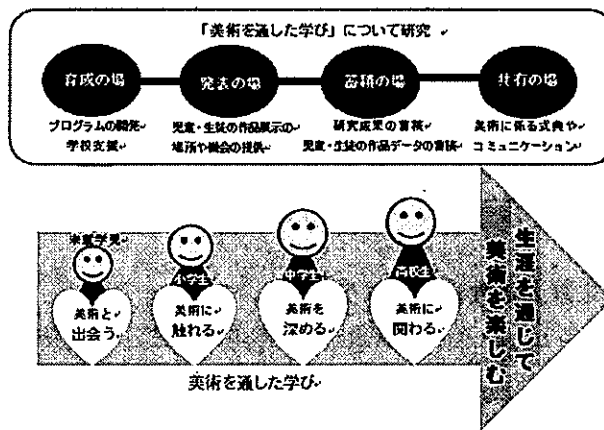 「美術を通した学び」について研究
育成の場
発表の場
蓄積の場
共有の場
プログラムの開発
学校支援
児童・生徒の作品展示の
場所や機会の提供
研究成果の蓄積
児童・生徒の作品データの蓄積
美術に係る式典や
コミュニケーション
未就学児
小学生
中学生
高校生
美術と
出会う
美術に
触れる
美術を
深める
美術に
関わる
生涯を通じて
美術を楽しむ
美術を通した学び